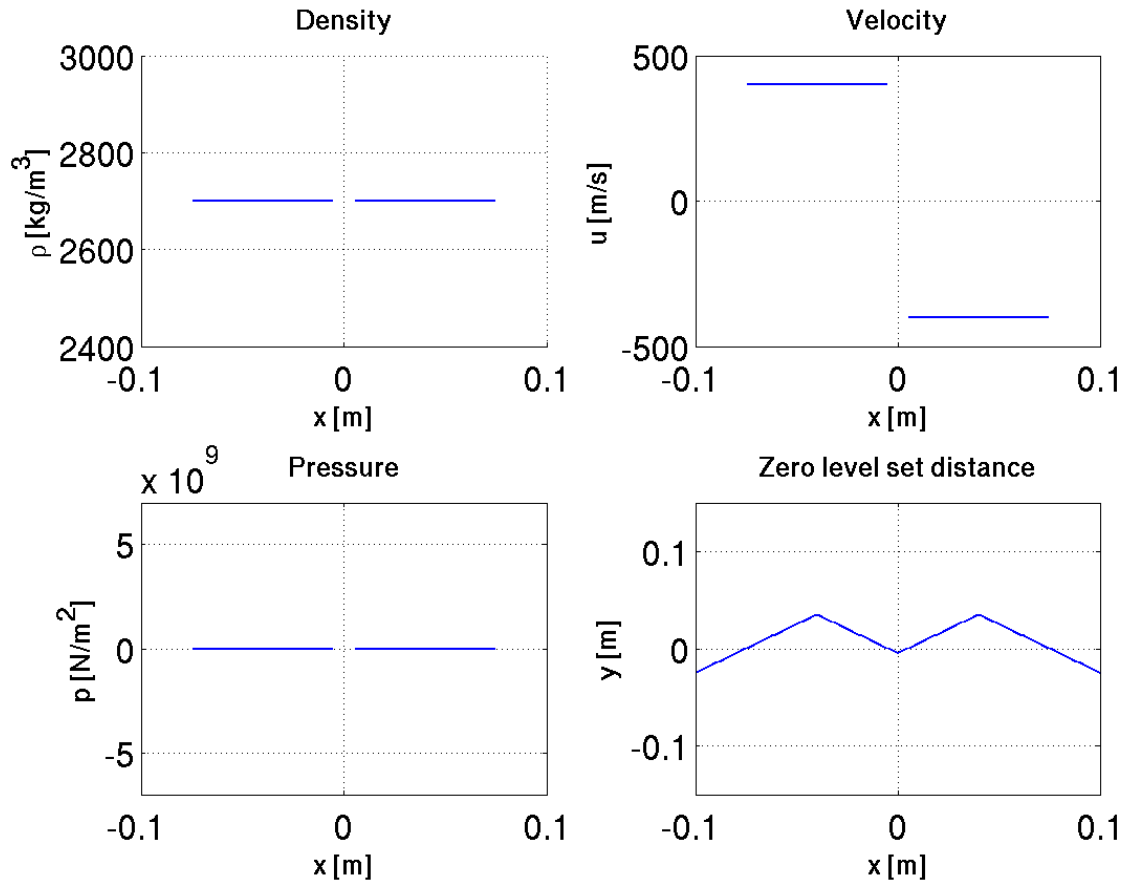 Density
3000
2800
2600
2400
ρ [kg/m³]
-0.1 0 0.1
x [m]
Velocity
500
0
-500
u [m/s]
-0.1 0 0.1
x [m]
Pressure
x 10⁹
5
0
-5
p [N/m²]
-0.1 0 0.1
x [m]
Zero level set distance
0.1
0
-0.1
y [m]
-0.1 0 0.1
x [m]